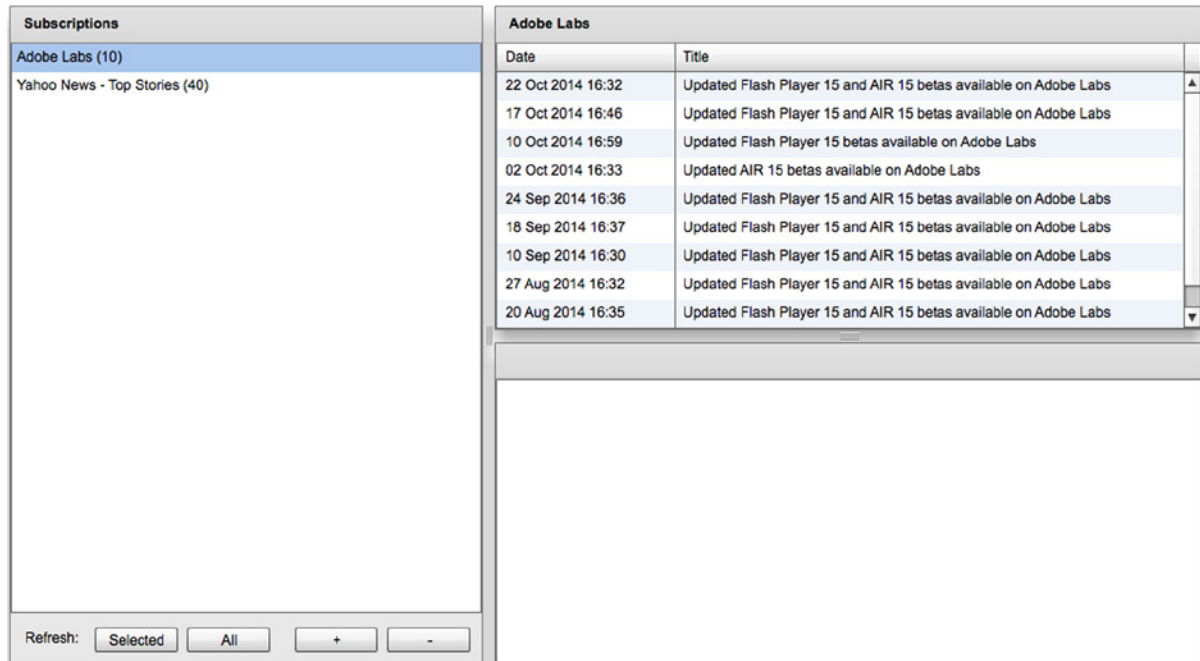 Subscriptions
Adobe Labs (10)
Yahoo News - Top Stories (40)
Refresh: Selected All + -
Adobe Labs
Date Title
22 Oct 2014 16:32 Updated Flash Player 15 and AIR 15 betas available on Adobe Labs
17 Oct 2014 16:46 Updated Flash Player 15 and AIR 15 betas available on Adobe Labs
10 Oct 2014 16:59 Updated Flash Player 15 betas available on Adobe Labs
02 Oct 2014 16:33 Updated AIR 15 betas available on Adobe Labs
24 Sep 2014 16:36 Updated Flash Player 15 and AIR 15 betas available on Adobe Labs
18 Sep 2014 16:37 Updated Flash Player 15 and AIR 15 betas available on Adobe Labs
10 Sep 2014 16:30 Updated Flash Player 15 and AIR 15 betas available on Adobe Labs
27 Aug 2014 16:32 Updated Flash Player 15 and AIR 15 betas available on Adobe Labs
20 Aug 2014 16:35 Updated Flash Player 15 and AIR 15 betas available on Adobe Labs